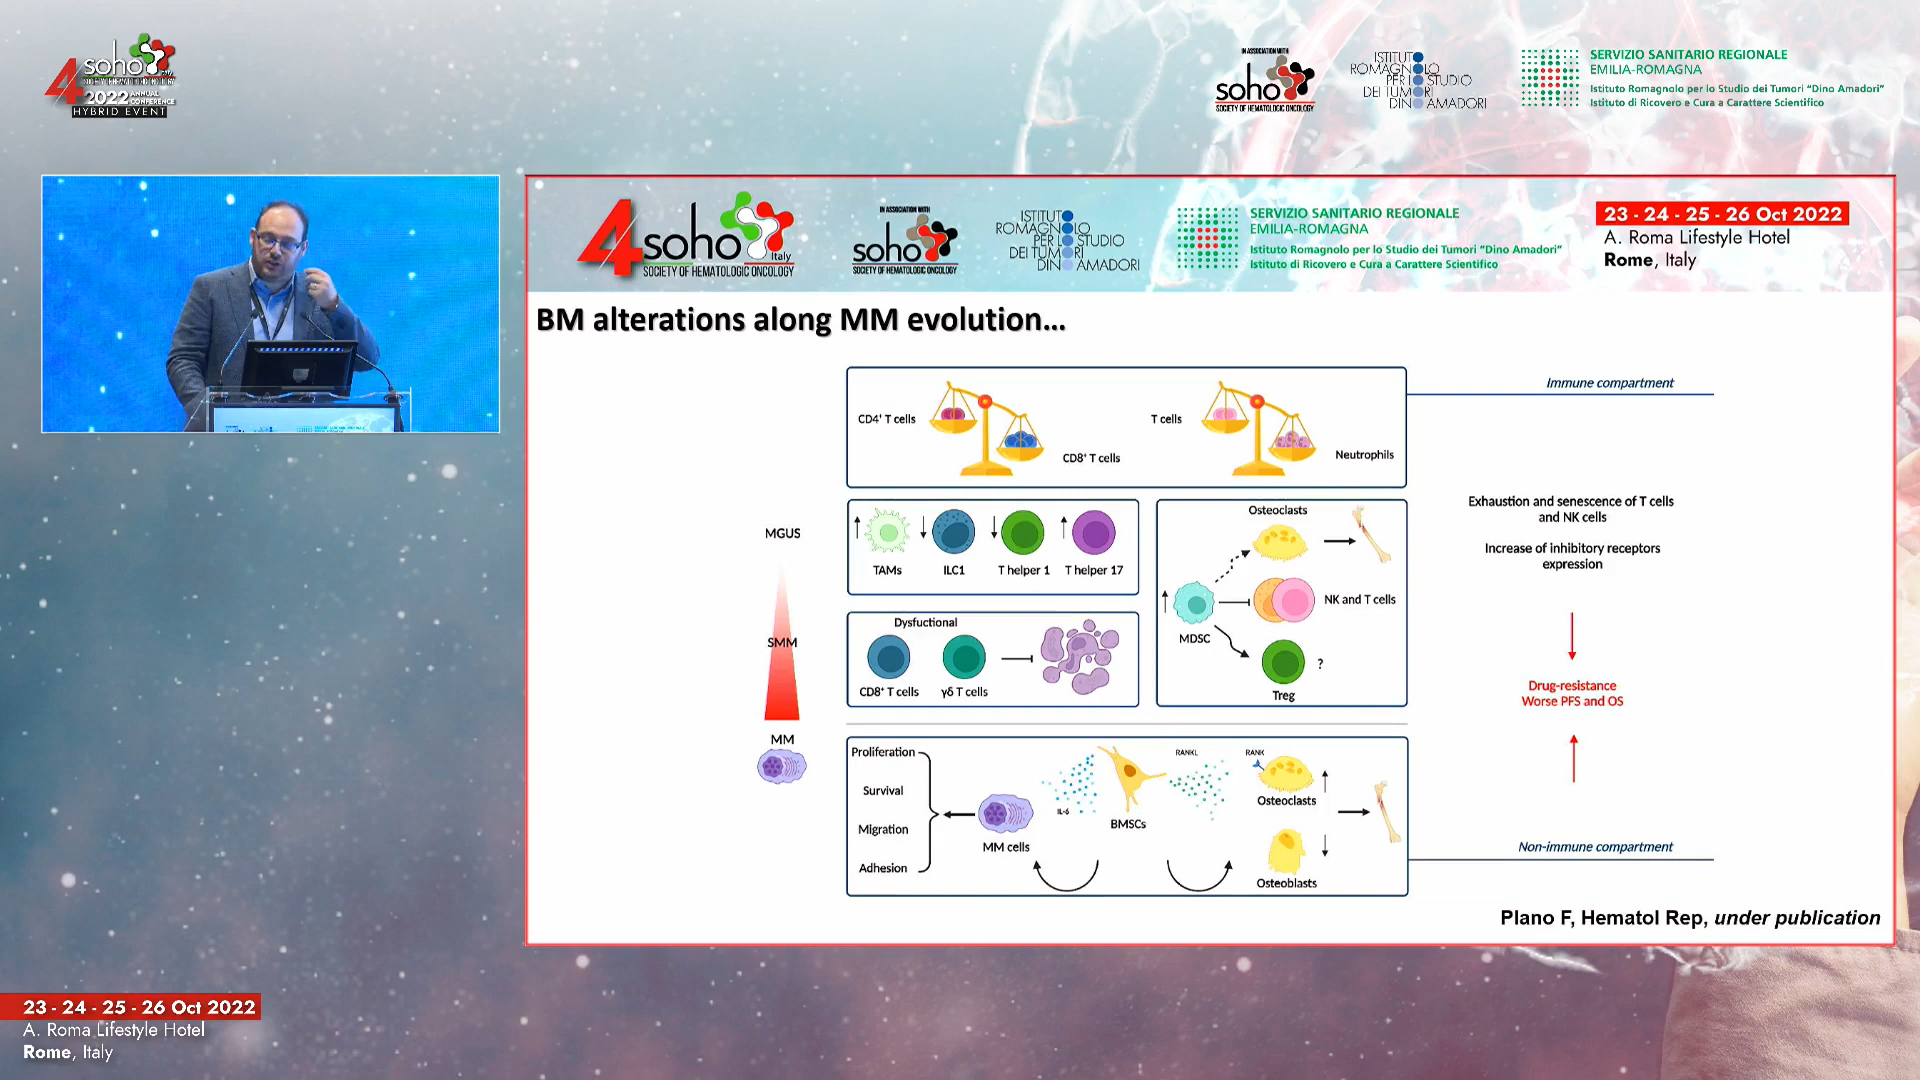 4 soho Italy
SOCIETY OF HEMATOLOGIC ONCOLOGY
2022 ANNUAL CONFERENCE
HYBRID EVENT
IN ASSOCIATION WITH
soho
SOCIETY OF HEMATOLOGIC ONCOLOGY
ISTITUTO
ROMAGNOLO
PER LO STUDIO
DEI TUMORI
DINO AMADORI
SERVIZIO SANITARIO REGIONALE
EMILIA-ROMAGNA
Istituto Romagnolo per lo Studio dei Tumori “Dino Amadori”
Istituto di Ricovero e Cura a Carattere Scientifico
4 soho Italy
SOCIETY OF HEMATOLOGIC ONCOLOGY
IN ASSOCIATION WITH
soho
SOCIETY OF HEMATOLOGIC ONCOLOGY
ISTITUTO
ROMAGNOLO
PER LO STUDIO
DEI TUMORI
DINO AMADORI
SERVIZIO SANITARIO REGIONALE
EMILIA-ROMAGNA
Istituto Romagnolo per lo Studio dei Tumori “Dino Amadori”
Istituto di Ricovero e Cura a Carattere Scientifico
23 - 24 - 25 - 26 Oct 2022
A. Roma Lifestyle Hotel
Rome, Italy
BM alterations along MM evolution...
Immune compartment
CD4⁺ T cells
CD8⁺ T cells
T cells
Neutrophils
MGUS
SMM
MM
TAMs
ILC1
T helper 1
T helper 17
Dysfuctional
CD8⁺ T cells
γδ T cells
Osteoclasts
NK and T cells
MDSC
Treg
?
Exhaustion and senescence of T cells
and NK cells
Increase of inhibitory receptors
expression
Drug-resistance
Worse PFS and OS
Proliferation
Survival
Migration
Adhesion
MM cells
IL-6
BMSCs
RANKL
RANK
Osteoclasts
Osteoblasts
Non-immune compartment
Plano F, Hematol Rep, under publication
23 - 24 - 25 - 26 Oct 2022
A. Roma Lifestyle Hotel
Rome, Italy